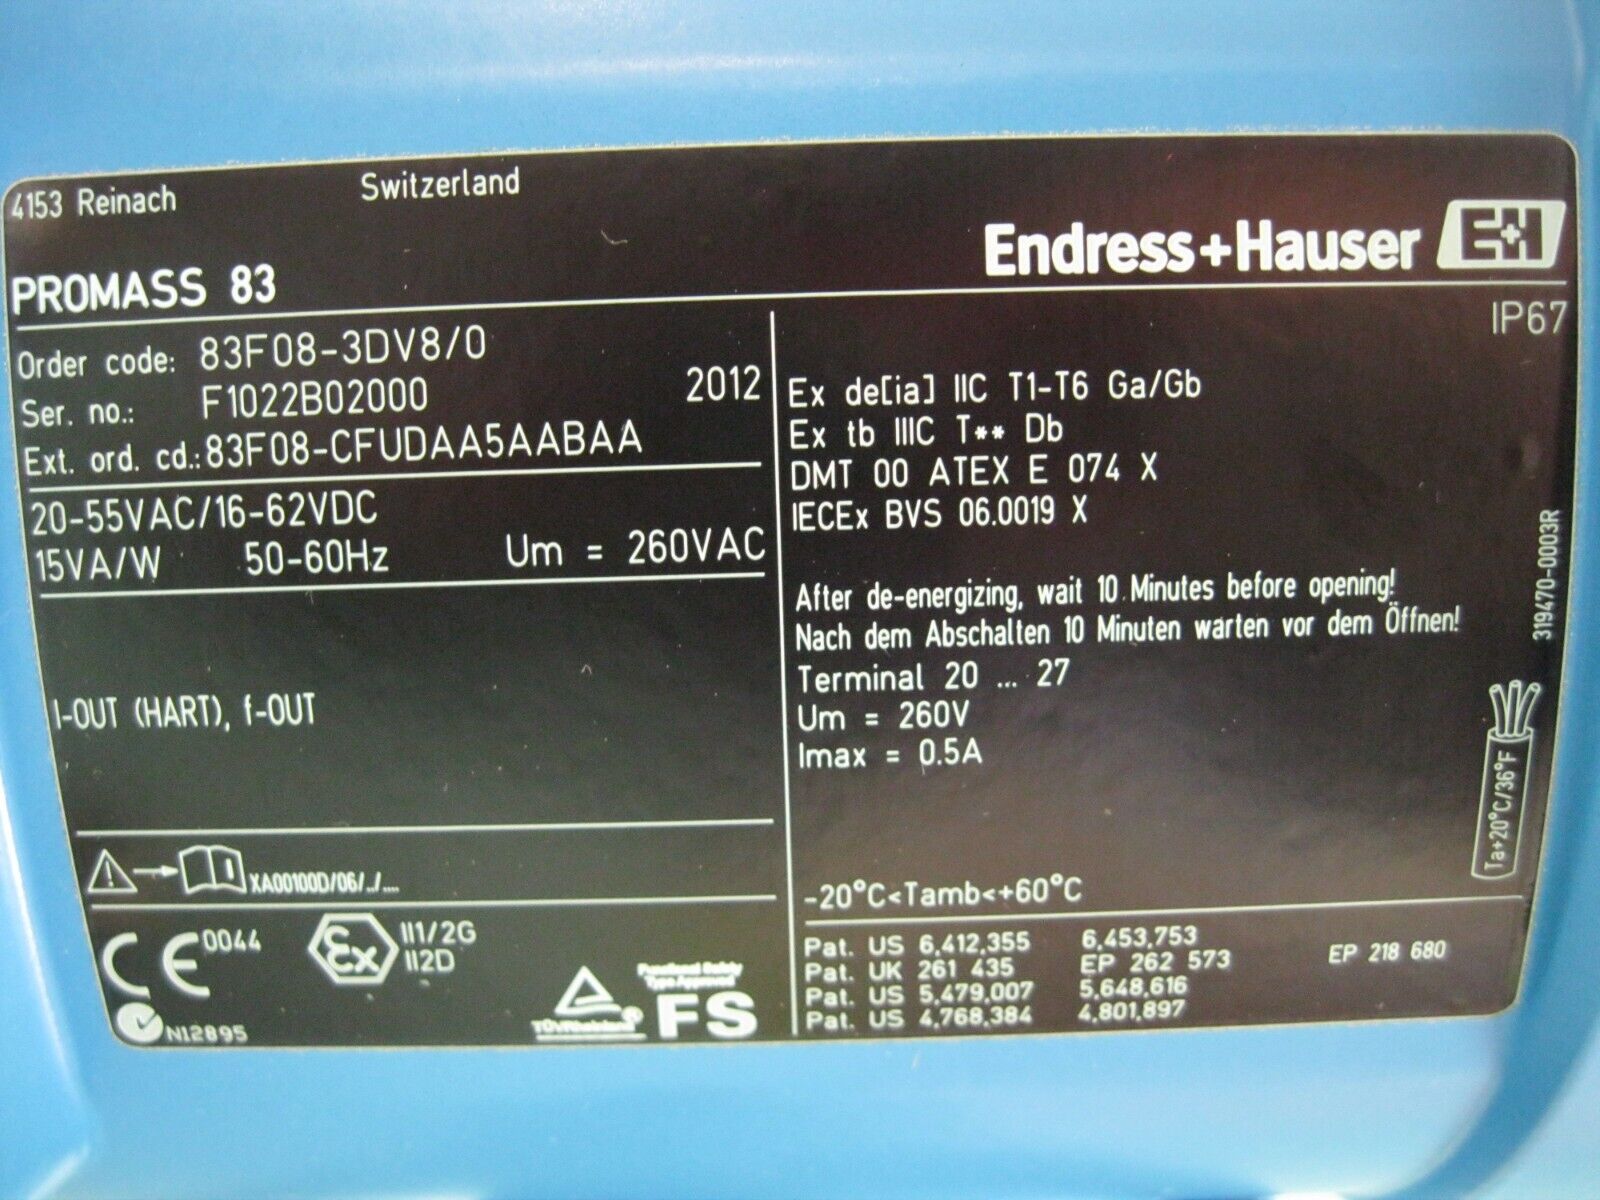 4153 Reinach Switzerland
Endress+Hauser E+H
PROMASS 83
IP67
Order code: 83F08-3DV8/0
Ser. no.: F1022B02000 2012
Ext. ord. cd.: 83F08-CFUDAA5AABAA
20-55VAC/16-62VDC
15VA/W 50-60Hz Um = 260VAC
I-OUT (HART), f-OUT
XA00100D/06/../....
CE 0044 Ex II1/2G
II2D
N12895
TÜVRheinland®
Functional Safety
Type Approved
FS
Ex de[ia] IIC T1-T6 Ga/Gb
Ex tb IIIC T** Db
DMT 00 ATEX E 074 X
IECEx BVS 06.0019 X
After de-energizing, wait 10 Minutes before opening!
Nach dem Abschalten 10 Minuten warten vor dem Öffnen!
Terminal 20 ... 27
Um = 260V
Imax = 0.5A
319470-0003R
Ta+20°C/36°F
-20°C<Tamb<+60°C
Pat. US 6,412,355 6,453,753
Pat. UK 261 435 EP 262 573 EP 218 680
Pat. US 5,479,007 5,648,616
Pat. US 4,768,384 4,801,897